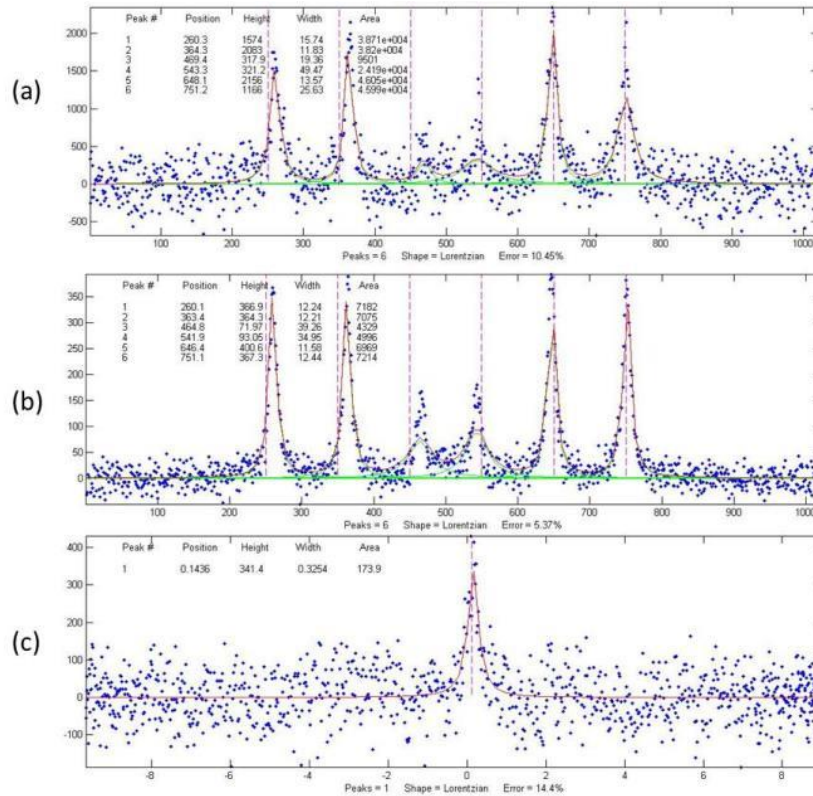 (a)
Peak # Position Height Width Area
1 260.3 1574 15.74 3.871e+004
2 364.3 2083 11.83 3.82e+004
3 469.4 317.9 19.36 9501
4 543.3 321.2 49.47 2.419e+004
5 648.1 2156 13.57 4.605e+004
6 751.2 1166 25.63 4.599e+004
2000
1500
1000
500
0
-500
100 200 300 400 500 600 700 800 900 1000
Peaks = 6 Shape = Lorentzian Error = 10.45%
(b)
Peak # Position Height Width Area
1 260.1 366.9 12.24 7182
2 363.4 364.3 12.21 7075
3 464.8 71.97 39.26 4329
4 541.9 93.05 34.95 4996
5 646.4 400.6 11.58 6969
6 751.1 367.3 12.44 7214
350
300
250
200
150
100
50
0
100 200 300 400 500 600 700 800 900 1000
Peaks = 6 Shape = Lorentzian Error = 5.37%
(c)
Peak # Position Height Width Area
1 0.1436 341.4 0.3254 173.9
400
300
200
100
0
-100
-8 -6 -4 -2 0 2 4 6 8
Peaks = 1 Shape = Lorentzian Error = 14.4%